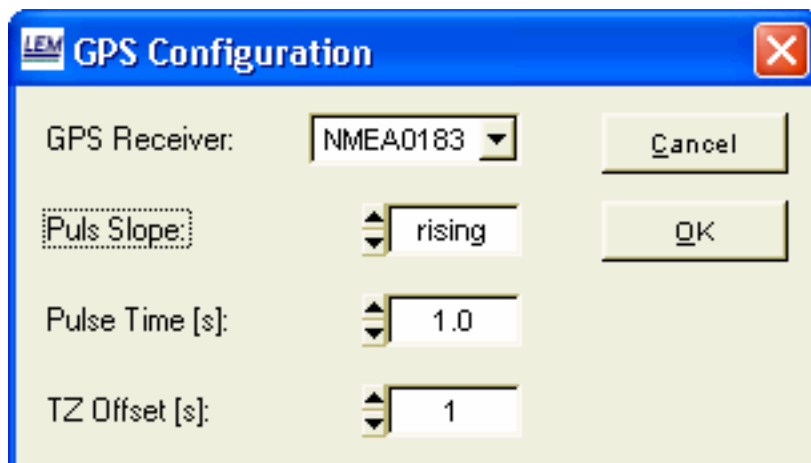 LEM GPS Configuration
GPS Receiver: NMEA0183 Cancel
Puls Slope: rising OK
Pulse Time [s]: 1.0
TZ Offset [s]: 1